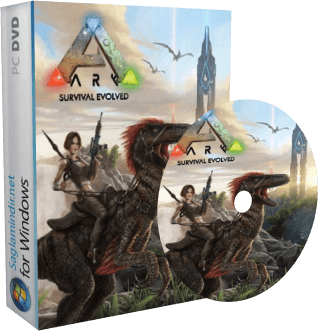 PC DVD
Saglamindir.net
for Windows
ARK
SURVIVAL EVOLVED
ARK
SURVIVAL EVOLVED